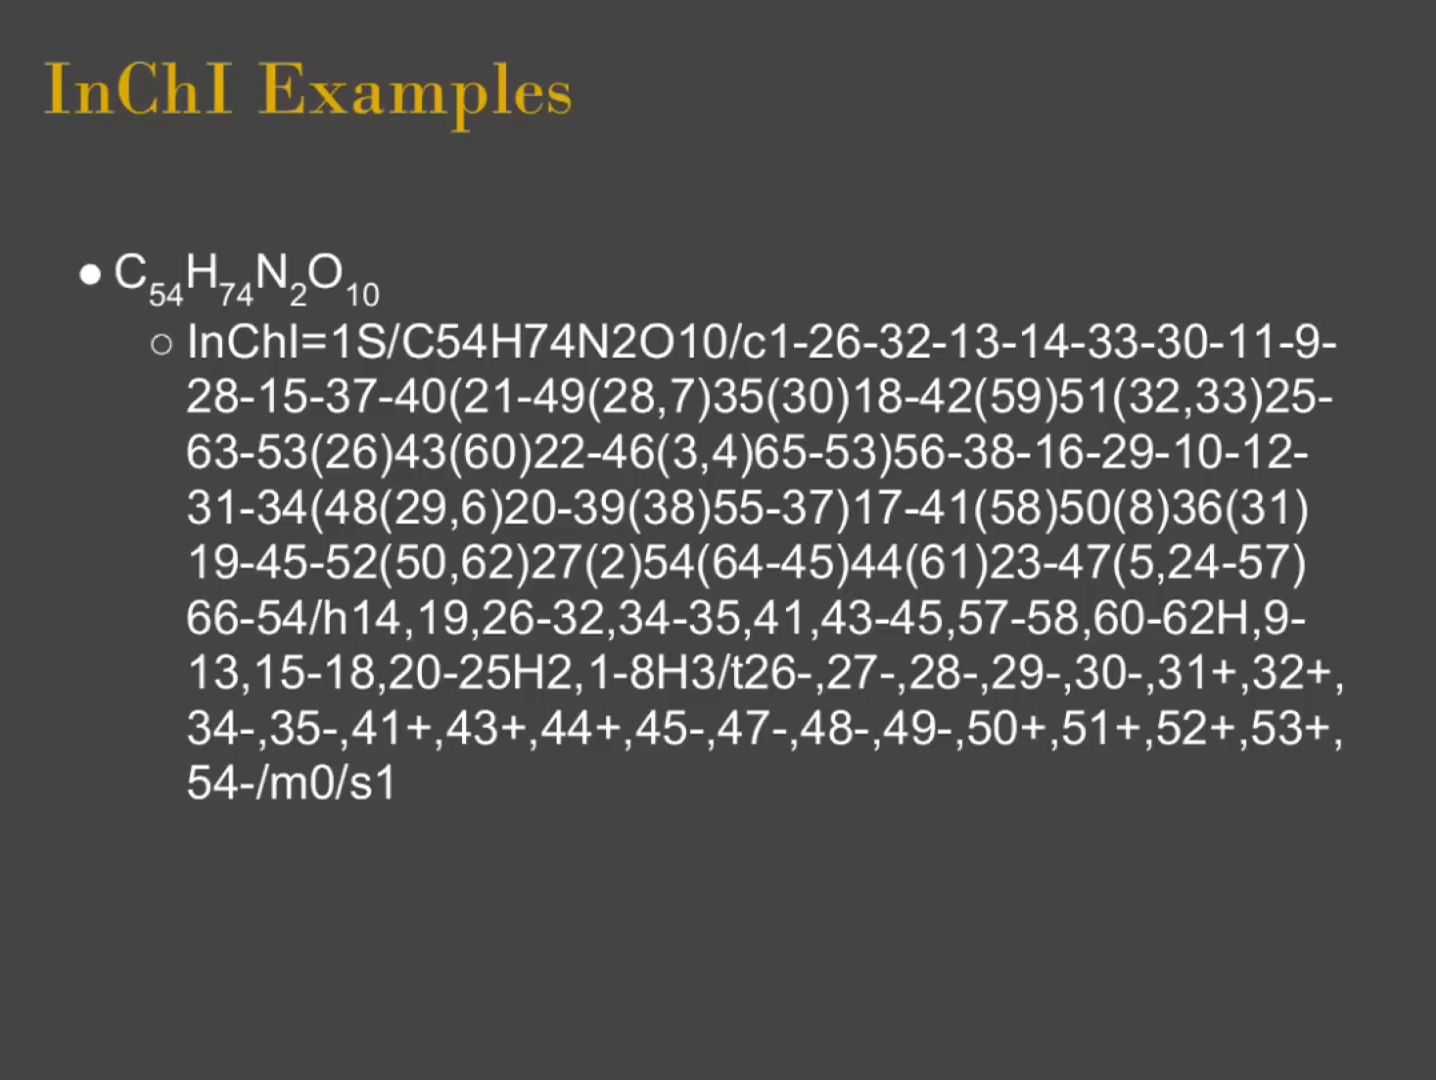 InChI Examples
● C54H74N2O10
○ InChI=1S/C54H74N2O10/c1-26-32-13-14-33-30-11-9-
28-15-37-40(21-49(28,7)35(30)18-42(59)51(32,33)25-
63-53(26)43(60)22-46(3,4)65-53)56-38-16-29-10-12-
31-34(48(29,6)20-39(38)55-37)17-41(58)50(8)36(31)
19-45-52(50,62)27(2)54(64-45)44(61)23-47(5,24-57)
66-54/h14,19,26-32,34-35,41,43-45,57-58,60-62H,9-
13,15-18,20-25H2,1-8H3/t26-,27-,28-,29-,30-,31+,32+,
34-,35-,41+,43+,44+,45-,47-,48-,49-,50+,51+,52+,53+,
54-/m0/s1